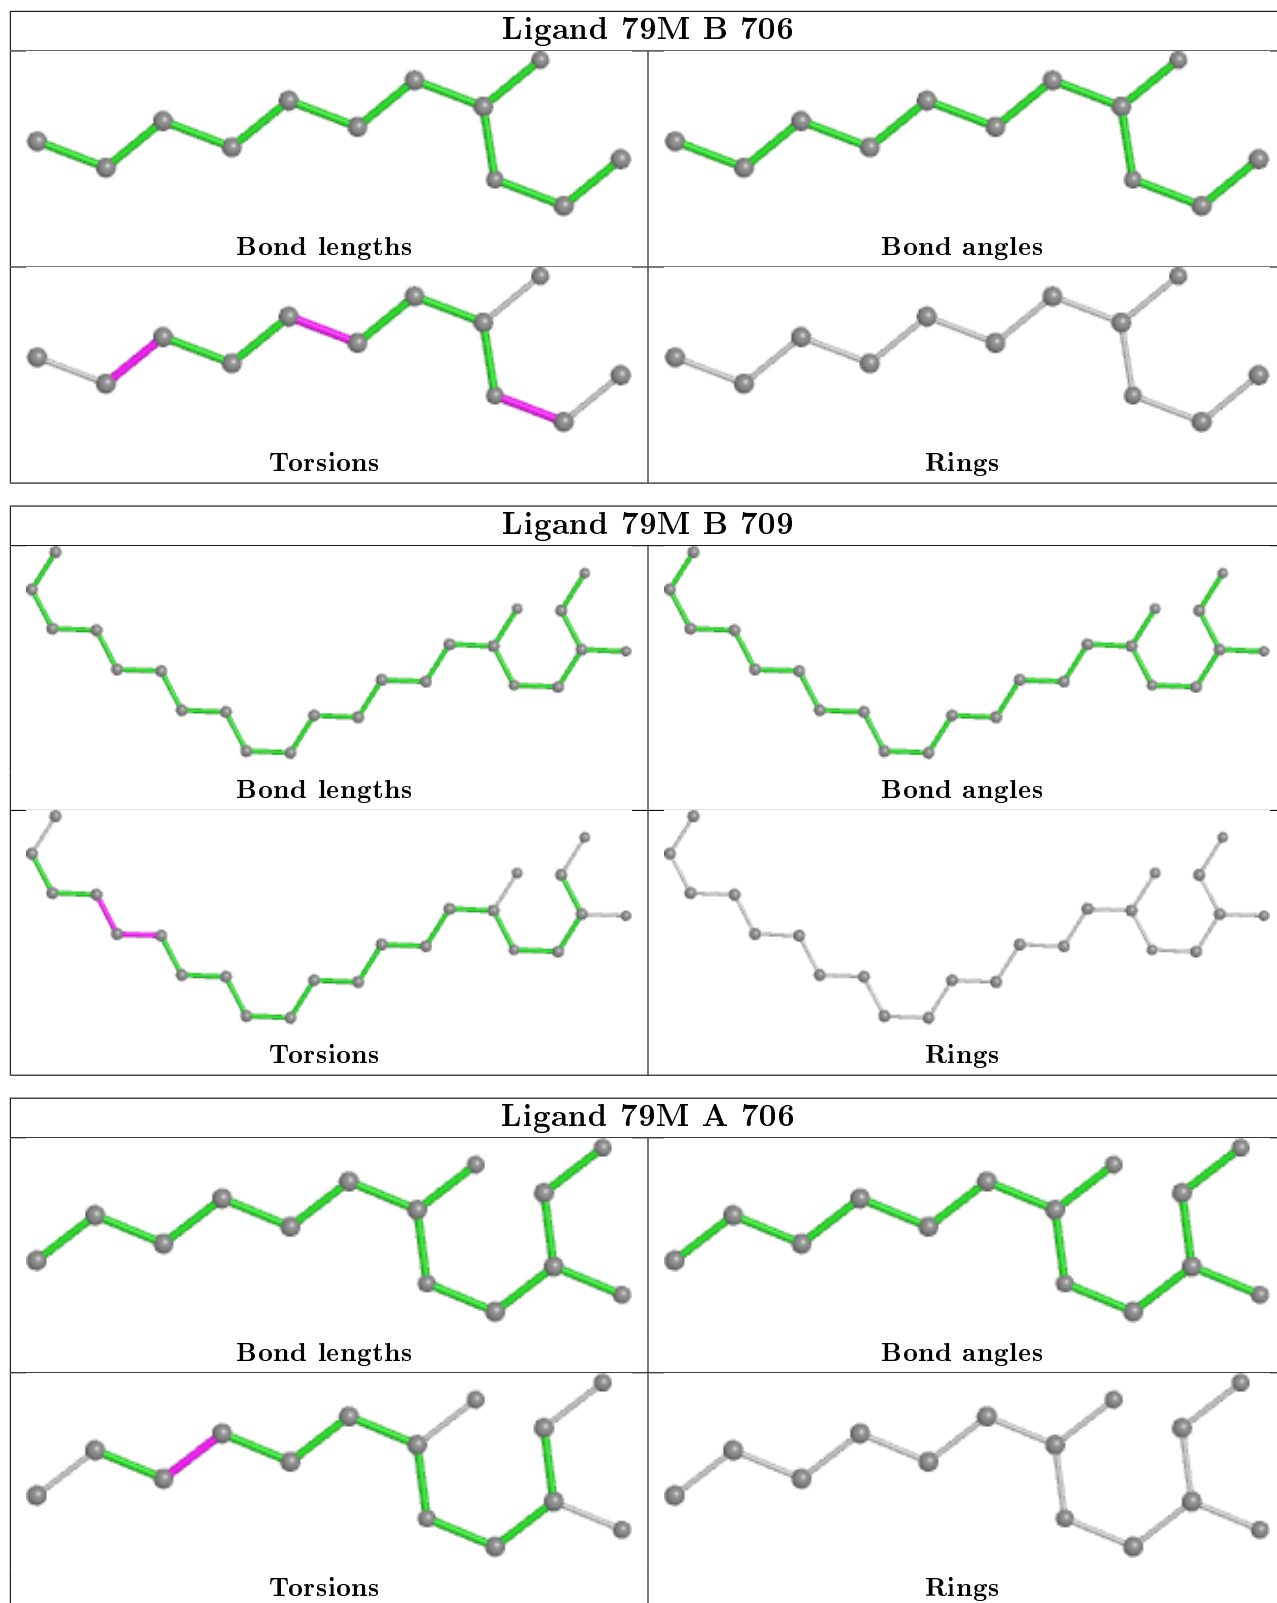 Ligand 79M B 706
Bond lengths
Bond angles
Torsions
Rings
Ligand 79M B 709
Bond lengths
Bond angles
Torsions
Rings
Ligand 79M A 706
Bond lengths
Bond angles
Torsions
Rings